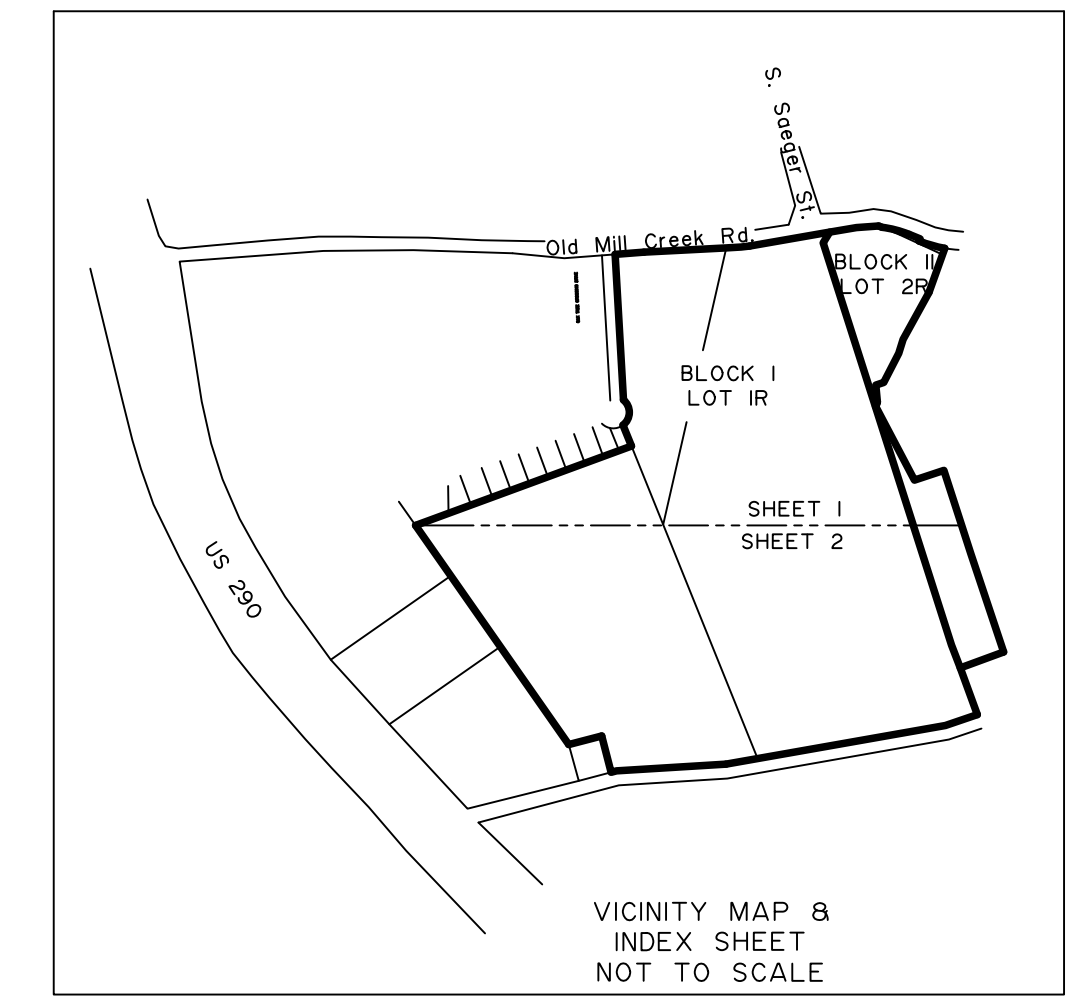 S. Saeger St.
Old Mill Creek Rd.
BLOCK II
LOT 2R
BLOCK I
LOT 1R
SHEET 1
SHEET 2
US 290
VICINITY MAP &
INDEX SHEET
NOT TO SCALE